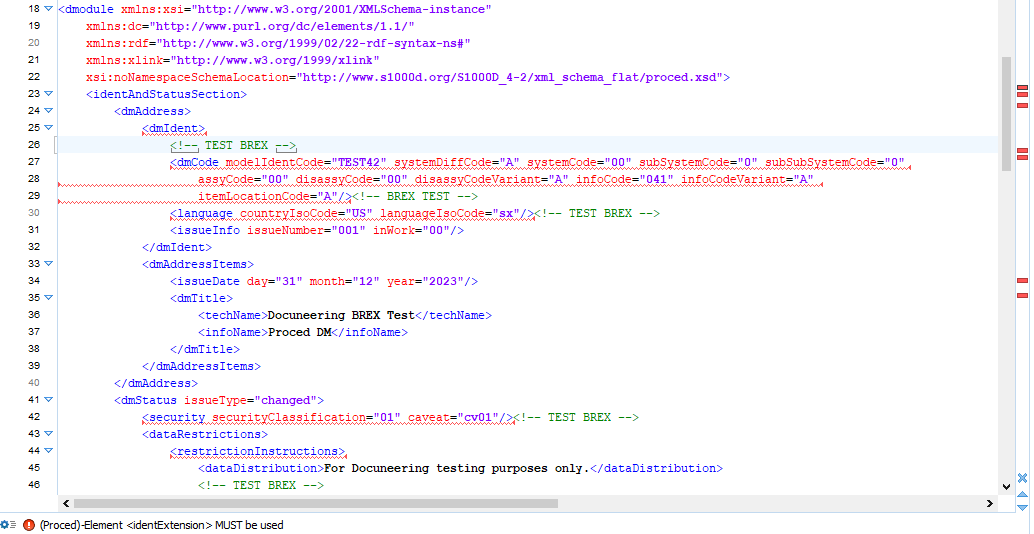 18 <dmodule xmlns:xsi="http://www.w3.org/2001/XMLSchema-instance"
19 xmlns:dc="http://www.purl.org/dc/elements/1.1/"
20 xmlns:rdf="http://www.w3.org/1999/02/22-rdf-syntax-ns#"
21 xmlns:xlink="http://www.w3.org/1999/xlink"
22 xsi:noNamespaceSchemaLocation="http://www.s1000d.org/S1000D_4-2/xml_schema_flat/proced.xsd">
23 <identAndStatusSection>
24 <dmAddress>
25 <dmIdent>
26 <!-- TEST BREX -->
27 <dmCode modelIdentCode="TEST42" systemDiffCode="A" systemCode="00" subSystemCode="0" subSubSystemCode="0"
28 assyCode="00" disassyCode="00" disassyCodeVariant="A" infoCode="041" infoCodeVariant="A"
29 itemLocationCode="A"/><!-- BREX TEST -->
30 <language countryIsoCode="US" languageIsoCode="sx"/><!-- TEST BREX -->
31 <issueInfo issueNumber="001" inWork="00"/>
32 </dmIdent>
33 <dmAddressItems>
34 <issueDate day="31" month="12" year="2023"/>
35 <dmTitle>
36 <techName>Docuneering BREX Test</techName>
37 <infoName>Proced DM</infoName>
38 </dmTitle>
39 </dmAddressItems>
40 </dmAddress>
41 <dmStatus issueType="changed">
42 <security securityClassification="01" caveat="cv01"/><!-- TEST BREX -->
43 <dataRestrictions>
44 <restrictionInstructions>
45 <dataDistribution>For Docuneering testing purposes only.</dataDistribution>
46 <!-- TEST BREX -->
(Proced)-Element <identExtension> MUST be used